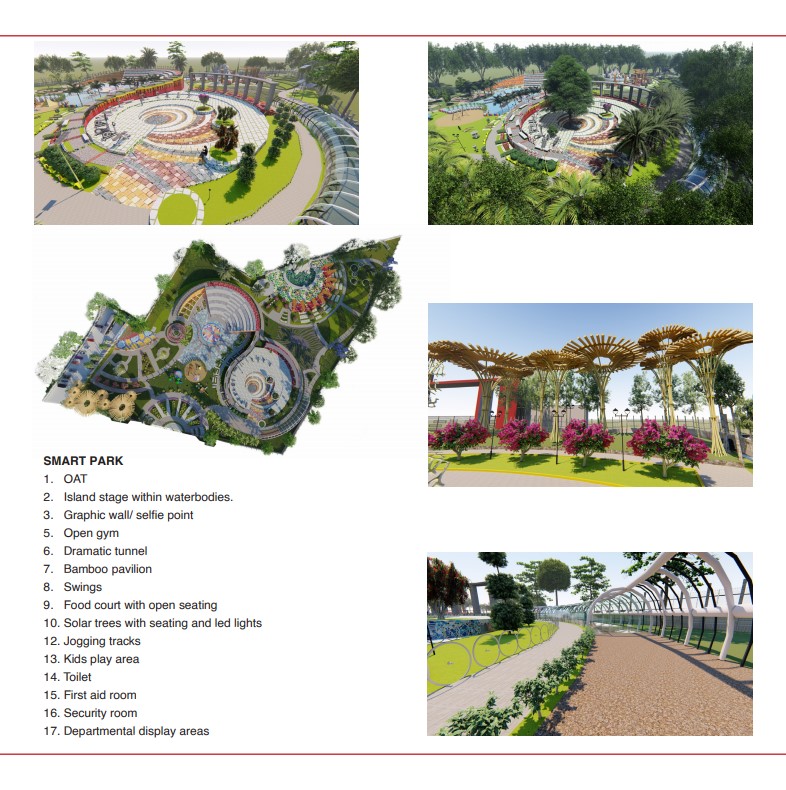 SMART PARK
1. OAT
2. Island stage within waterbodies.
3. Graphic wall/ selfie point
5. Open gym
6. Dramatic tunnel
7. Bamboo pavilion
8. Swings
9. Food court with open seating
10. Solar trees with seating and led lights
12. Jogging tracks
13. Kids play area
14. Toilet
15. First aid room
16. Security room
17. Departmental display areas